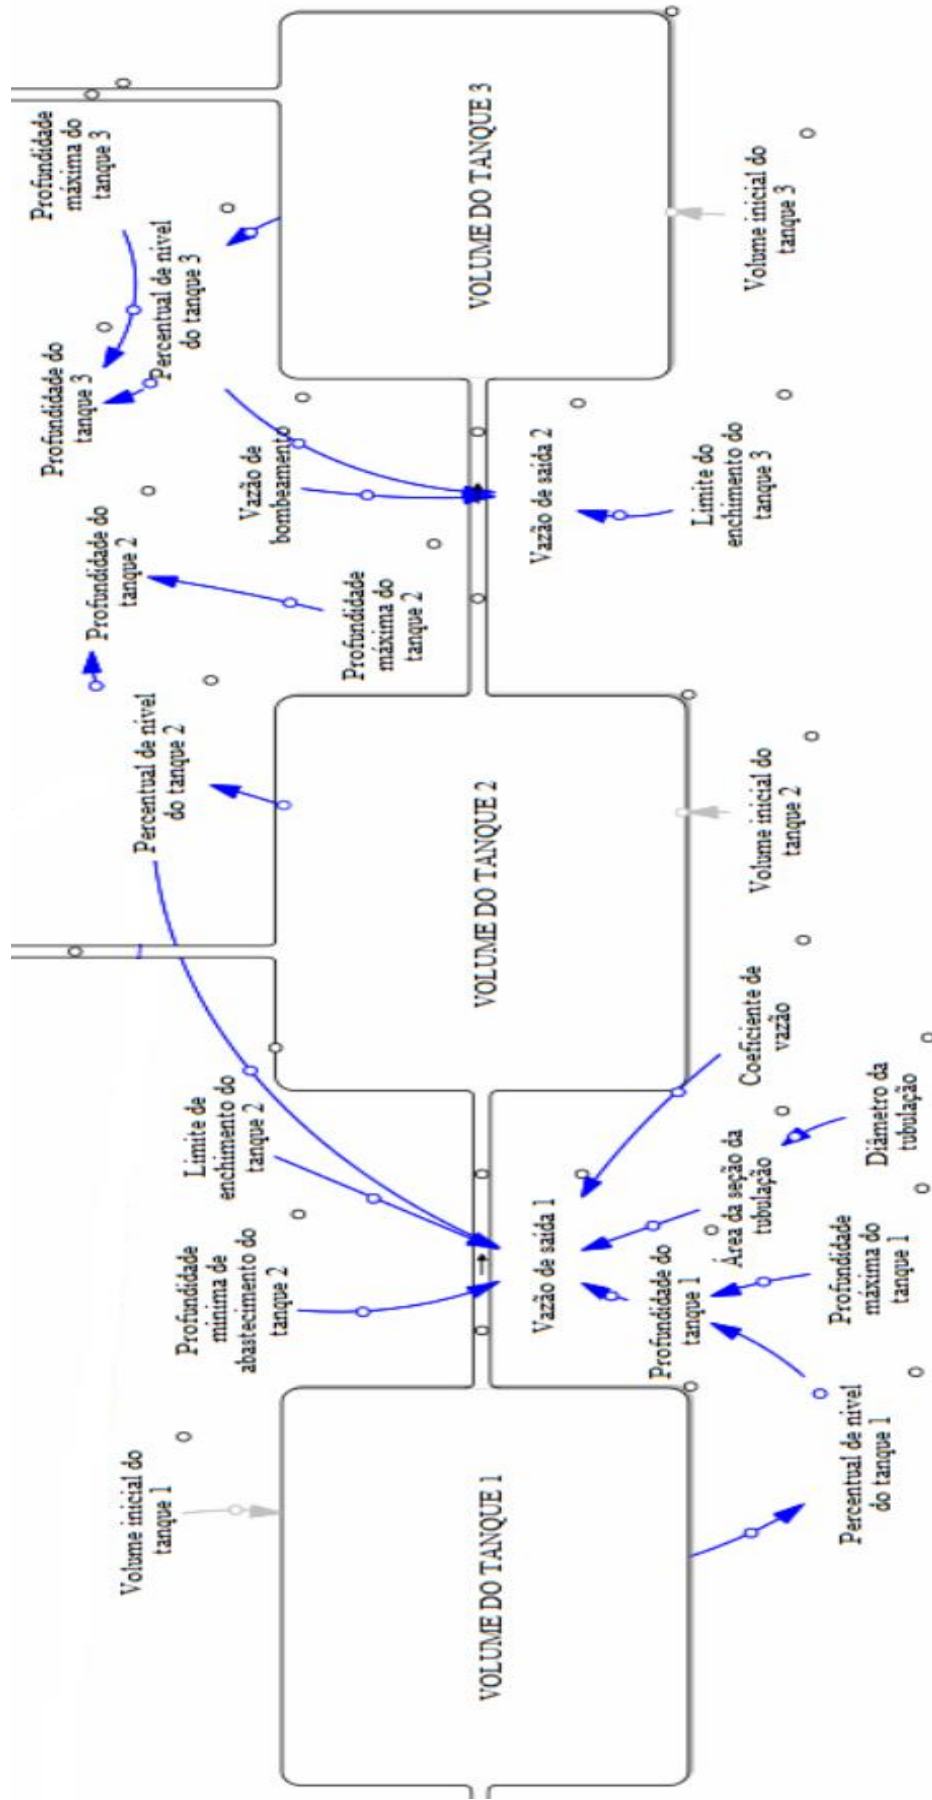 Volume inicial do
tanque 1
VOLUME DO TANQUE 1
Percentual de nível
do tanque 1
Profundidade
mínima de
abastecimento do
tanque 2
Limite de
enchimento do
tanque 2
Vazão de saída 1
Profundidade do
tanque 1
Profundidade
máxima do
tanque 1
Área da seção da
tubulação
Diâmetro da
tubulação
Coeficiente de
vazão
Percentual de nível
do tanque 2
VOLUME DO TANQUE 2
Volume inicial do
tanque 2
Profundidade do
tanque 2
Profundidade
máxima do
tanque 2
Vazão de
bombeamento
Vazão de saída 2
Limite do
enchimento do
tanque 3
Profundidade do
tanque 3
Percentual de nível
do tanque 3
Profundidade
máxima do
tanque 3
VOLUME DO TANQUE 3
Volume inicial do
tanque 3